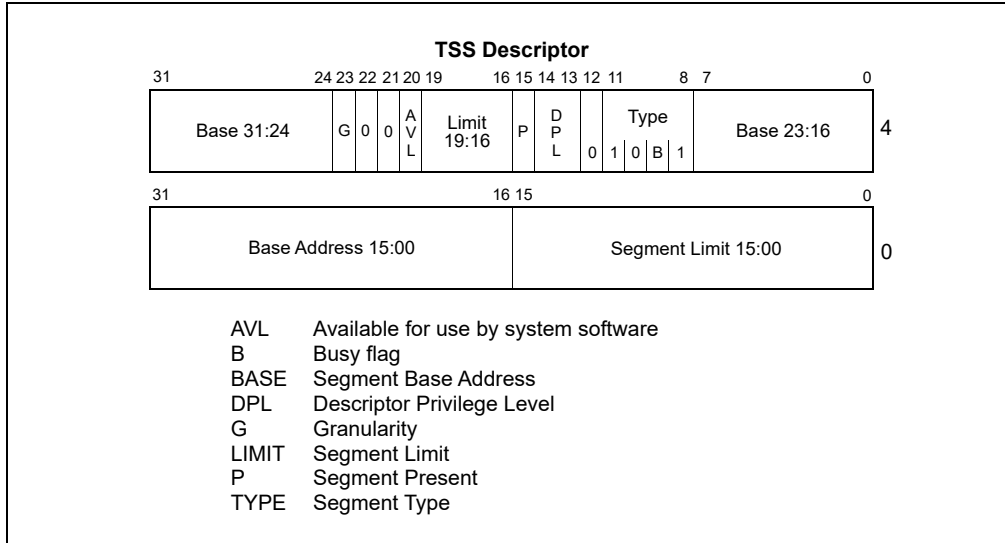 TSS Descriptor
31 24 23 22 21 20 19 16 15 14 13 12 11 8 7 0
Base 31:24 G 0 0 AVL Limit 19:16 P DPL 0 Type 1 0 B 1 Base 23:16 4
31 16 15 0
Base Address 15:00 Segment Limit 15:00 0
AVL Available for use by system software
B Busy flag
BASE Segment Base Address
DPL Descriptor Privilege Level
G Granularity
LIMIT Segment Limit
P Segment Present
TYPE Segment Type